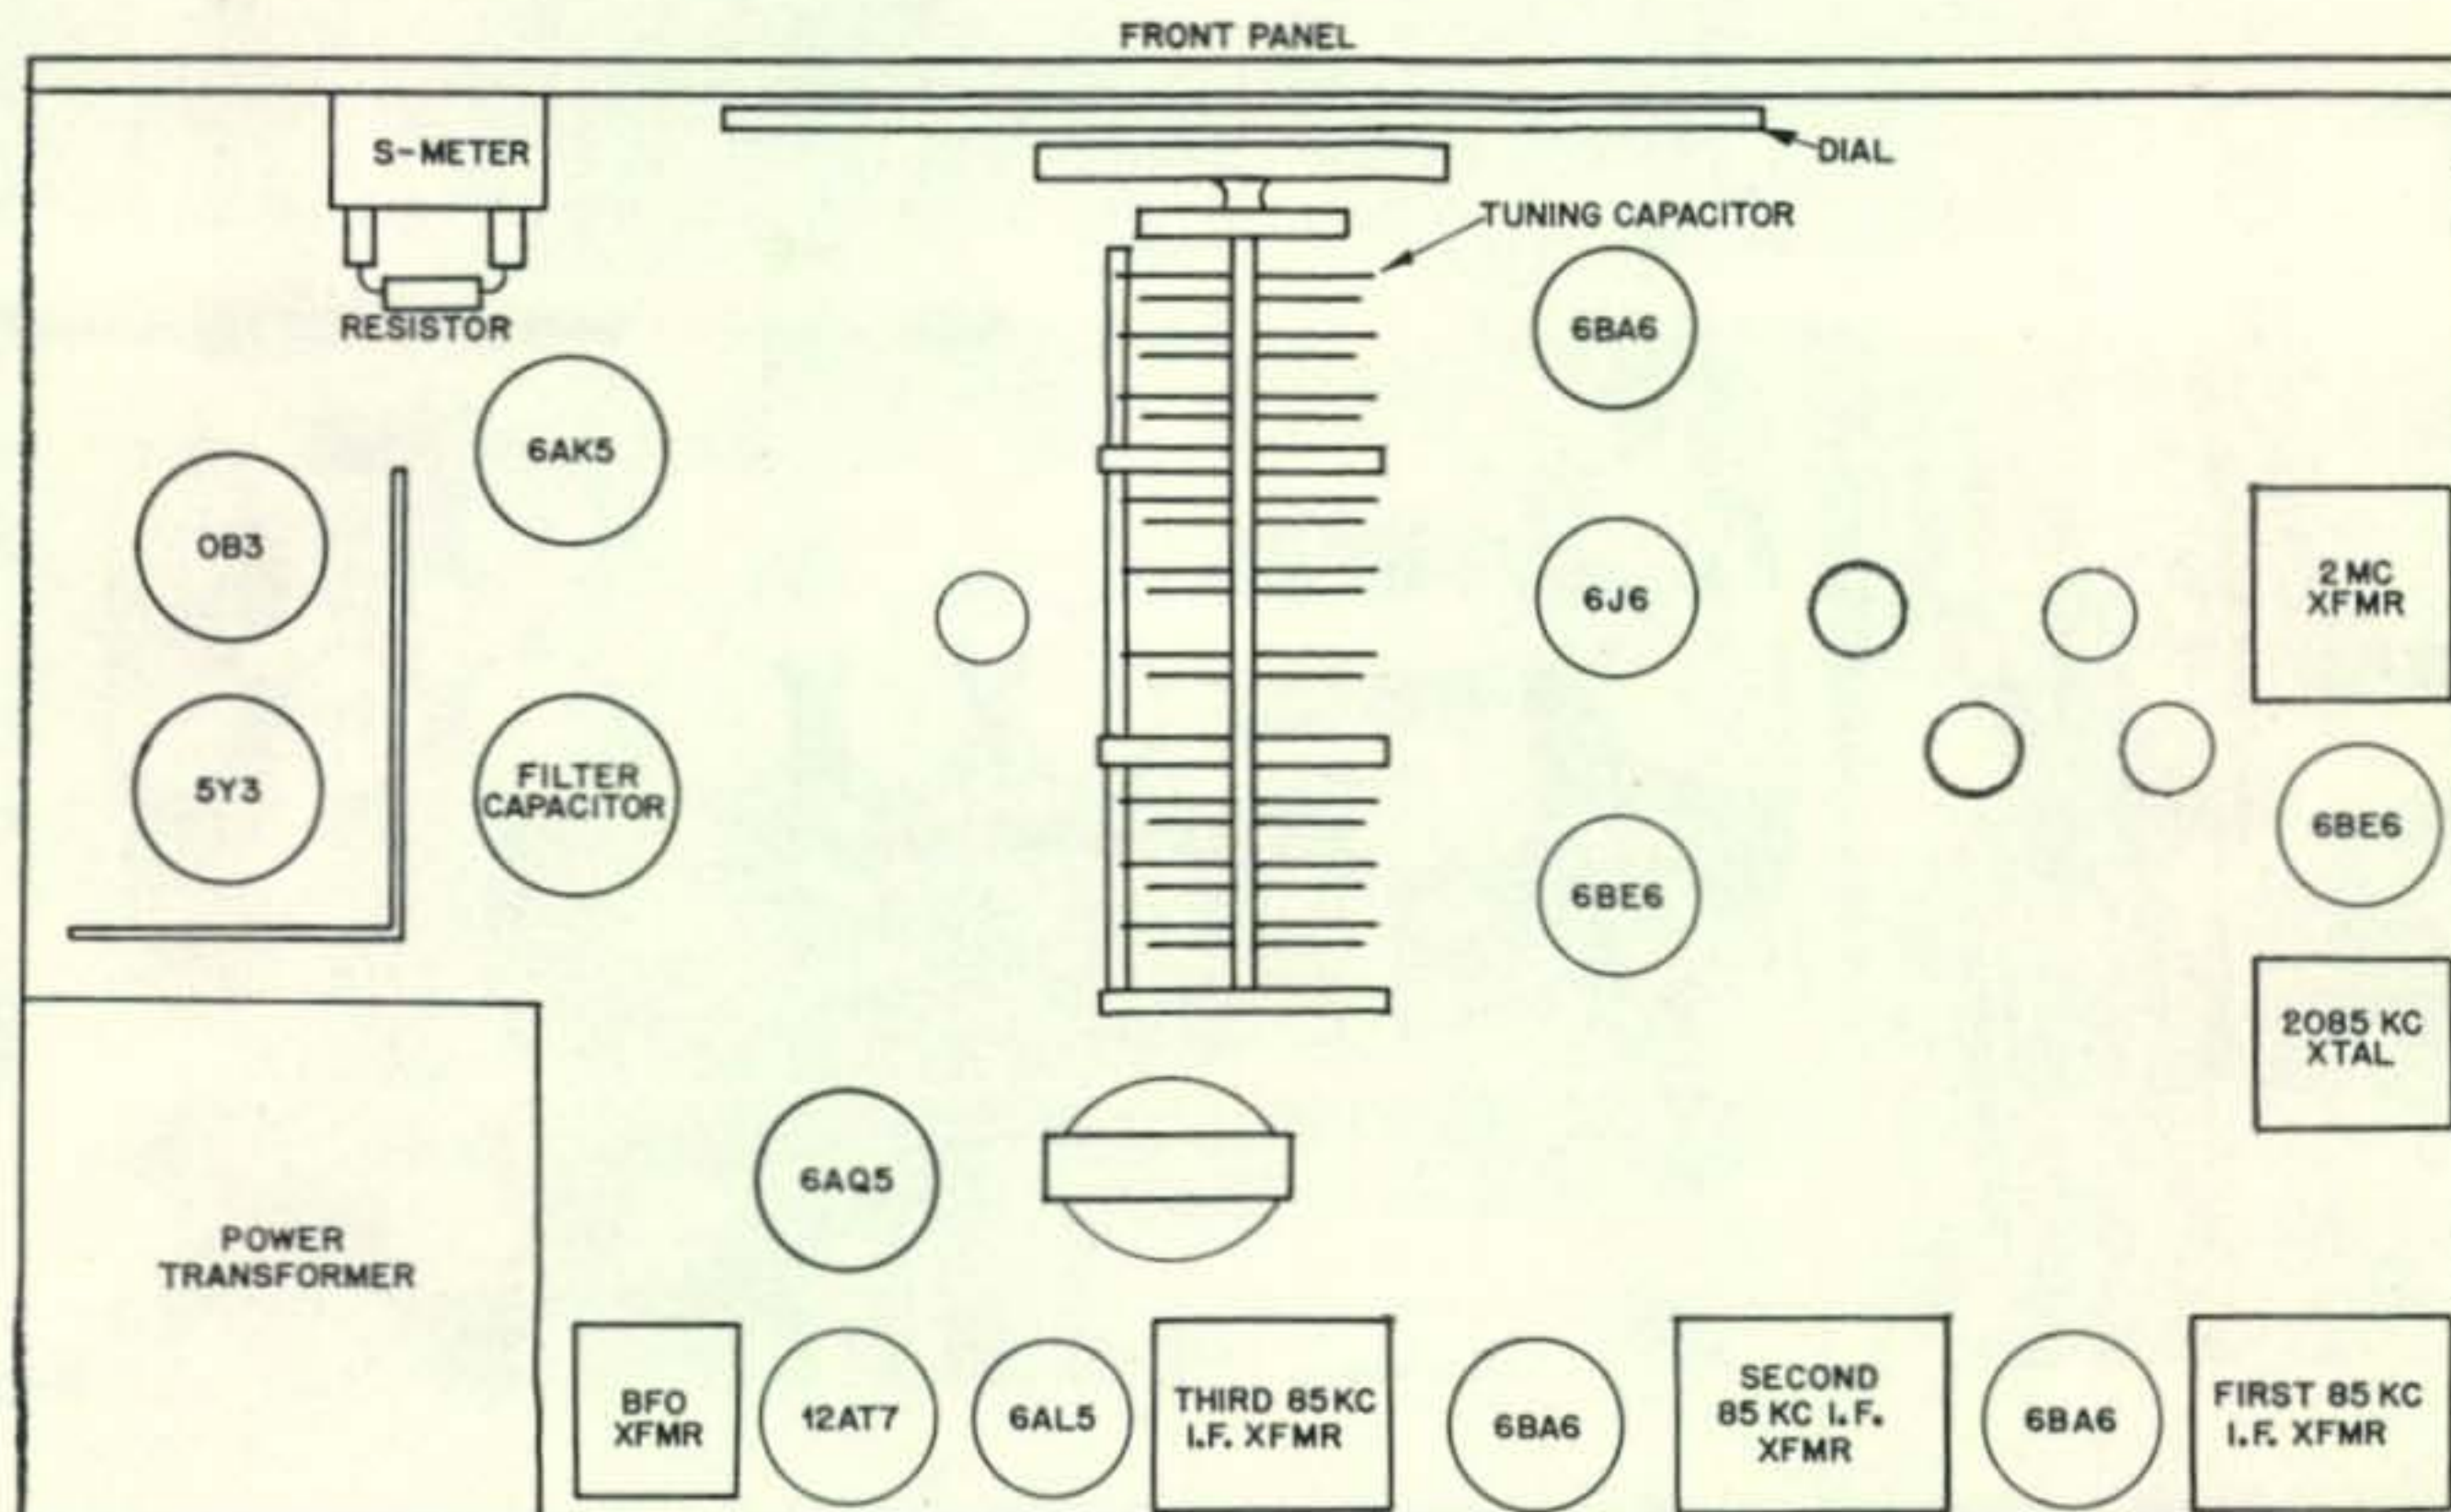 FRONT PANEL
S-METER
DIAL
TUNING CAPACITOR
RESISTOR
6BA6
6AK5
0B3
6J6
2 MC
XFMR
5Y3
FILTER
CAPACITOR
6BE6
6BE6
2085 KC
XTAL
6AQ5
POWER
TRANSFORMER
BFO
XFMR
12AT7
6AL5
THIRD 85 KC
I.F. XFMR
6BA6
SECOND
85 KC I.F.
XFMR
6BA6
FIRST 85 KC
I.F. XFMR